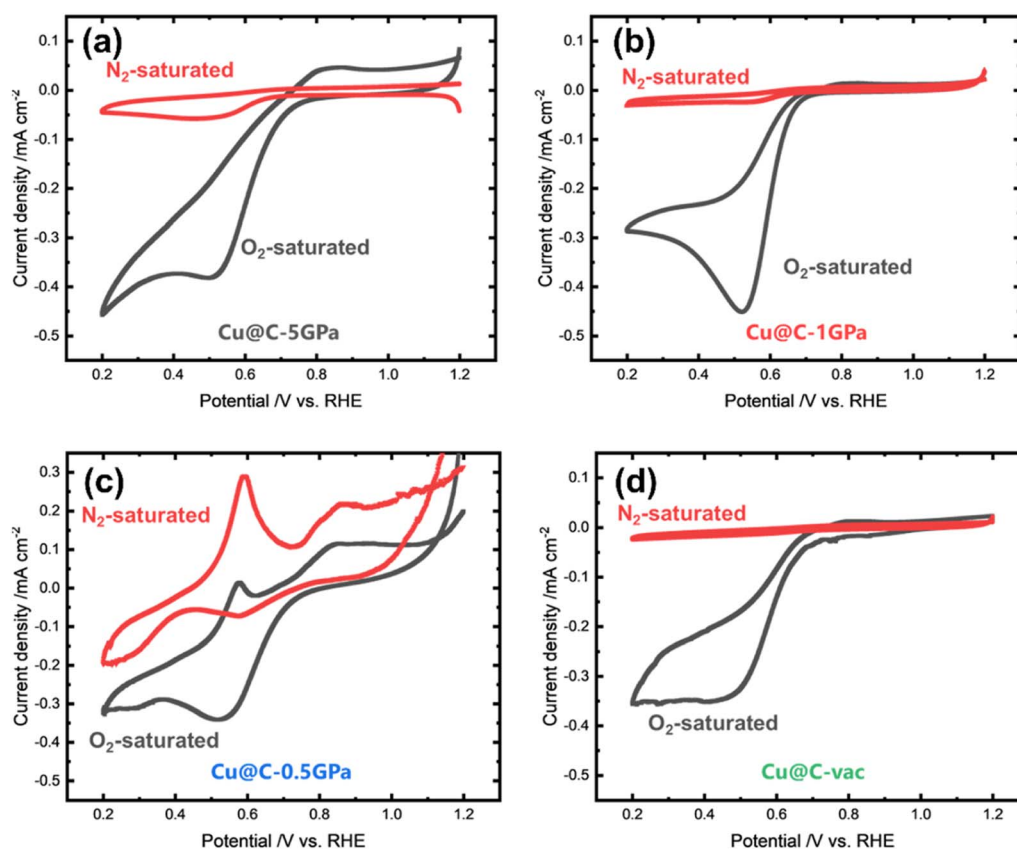 (a)
N₂-saturated
O₂-saturated
Cu@C-5GPa
0.1
0.0
-0.1
-0.2
-0.3
-0.4
-0.5
Current density /mA cm⁻²
0.2 0.4 0.6 0.8 1.0 1.2
Potential /V vs. RHE
(b)
N₂-saturated
O₂-saturated
Cu@C-1GPa
0.1
0.0
-0.1
-0.2
-0.3
-0.4
-0.5
Current density /mA cm⁻²
0.2 0.4 0.6 0.8 1.0 1.2
Potential /V vs. RHE
(c)
N₂-saturated
O₂-saturated
Cu@C-0.5GPa
0.3
0.2
0.1
0.0
-0.1
-0.2
-0.3
-0.4
-0.5
Current density /mA cm⁻²
0.2 0.4 0.6 0.8 1.0 1.2
Potential /V vs. RHE
(d)
N₂-saturated
O₂-saturated
Cu@C-vac
0.1
0.0
-0.1
-0.2
-0.3
-0.4
-0.5
Current density /mA cm⁻²
0.2 0.4 0.6 0.8 1.0 1.2
Potential /V vs. RHE